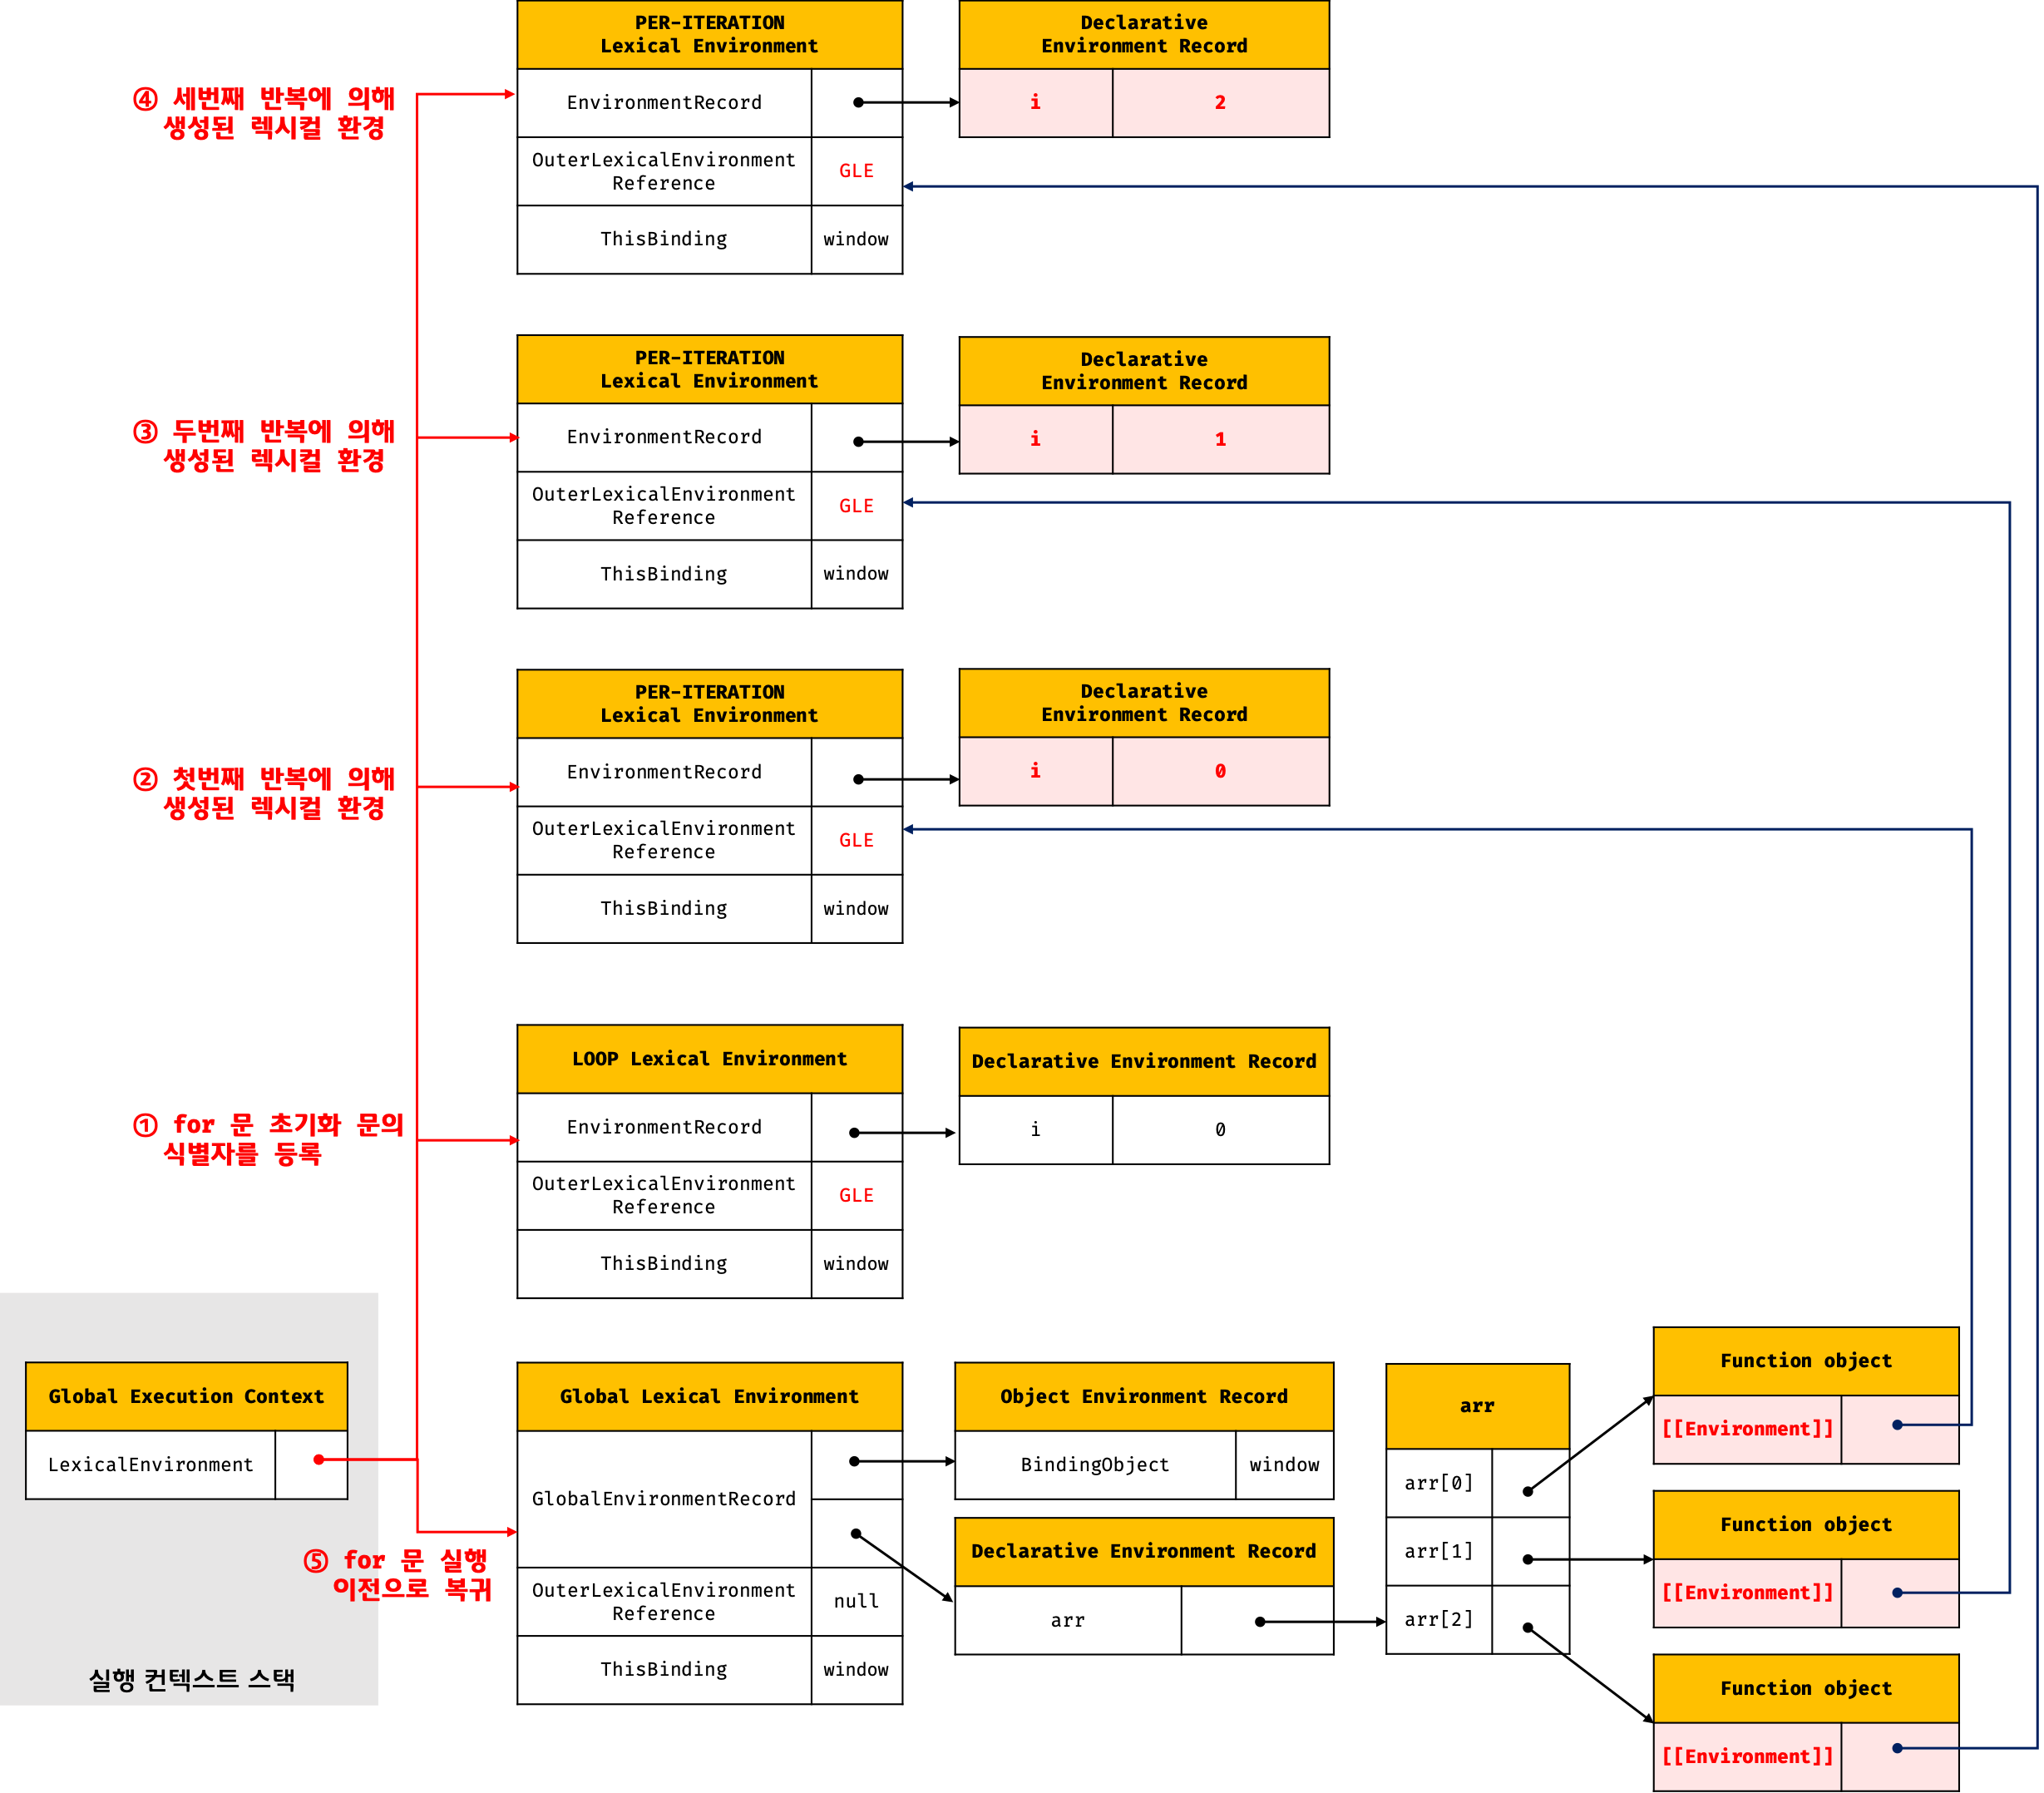 PER-ITERATION
Lexical Environment
Declarative
Environment Record
④ 세번째 반복에 의해
생성된 렉시컬 환경
EnvironmentRecord
i 2
OuterLexicalEnvironment
Reference
GLE
ThisBinding window
PER-ITERATION
Lexical Environment
Declarative
Environment Record
③ 두번째 반복에 의해
생성된 렉시컬 환경
EnvironmentRecord
i 1
OuterLexicalEnvironment
Reference
GLE
ThisBinding window
PER-ITERATION
Lexical Environment
Declarative
Environment Record
② 첫번째 반복에 의해
생성된 렉시컬 환경
EnvironmentRecord
i 0
OuterLexicalEnvironment
Reference
GLE
ThisBinding window
LOOP Lexical Environment
Declarative Environment Record
① for 문 초기화 문의
식별자를 등록
EnvironmentRecord
i 0
OuterLexicalEnvironment
Reference
GLE
ThisBinding window
Global Execution Context
LexicalEnvironment
⑤ for 문 실행
이전으로 복귀
실행 컨텍스트 스택
Global Lexical Environment
GlobalEnvironmentRecord
OuterLexicalEnvironment
Reference
null
ThisBinding window
Object Environment Record
BindingObject window
Declarative Environment Record
arr
arr
arr[0]
arr[1]
arr[2]
Function object
[[Environment]]
Function object
[[Environment]]
Function object
[[Environment]]